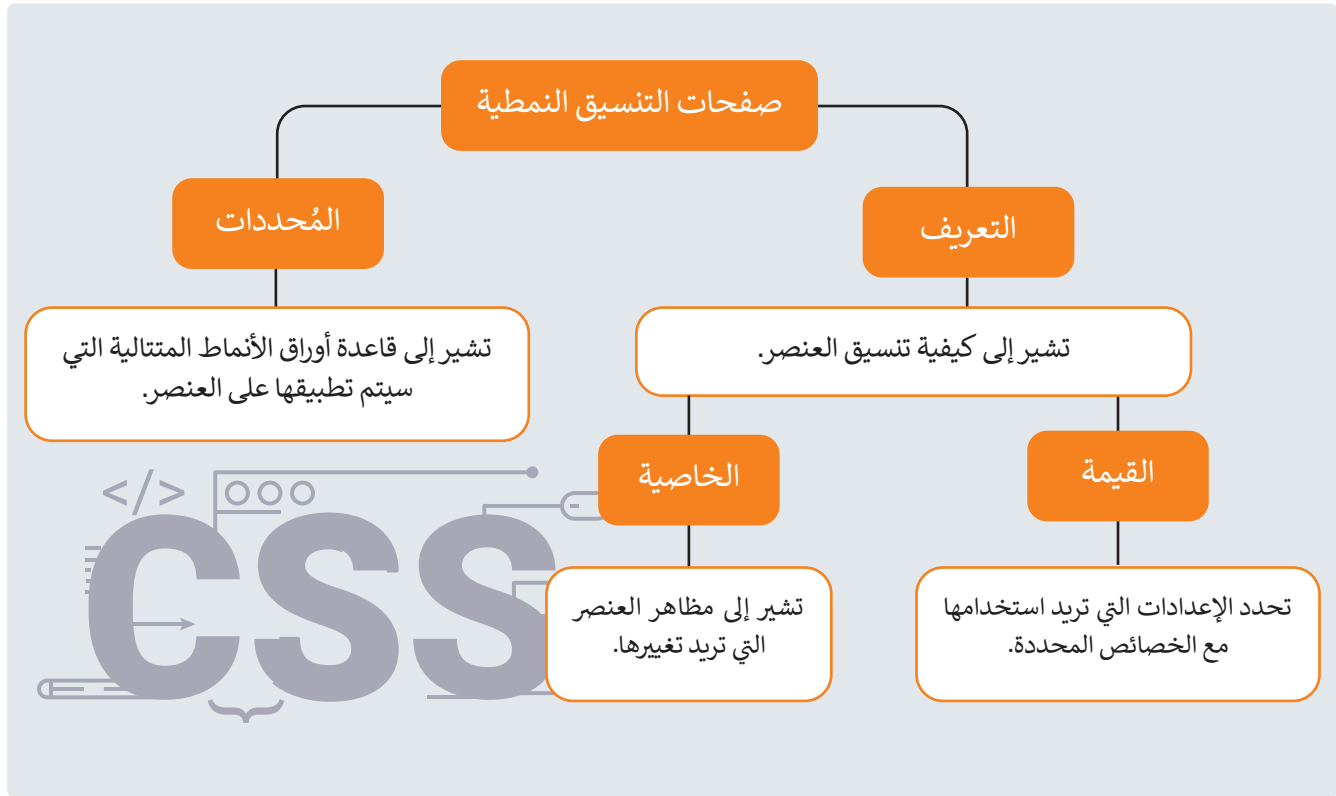 صفحات التنسيق النمطية
التعريف
المُحددات
تشير إلى كيفية تنسيق العنصر.
تشير إلى قاعدة أوراق الأنماط المتتالية التي
سيتم تطبيقها على العنصر.
القيمة
الخاصية
تحدد الإعدادات التي تريد استخدامها
مع الخصائص المحددة.
تشير إلى مظاهر العنصر
التي تريد تغييرها.
</>
CSS